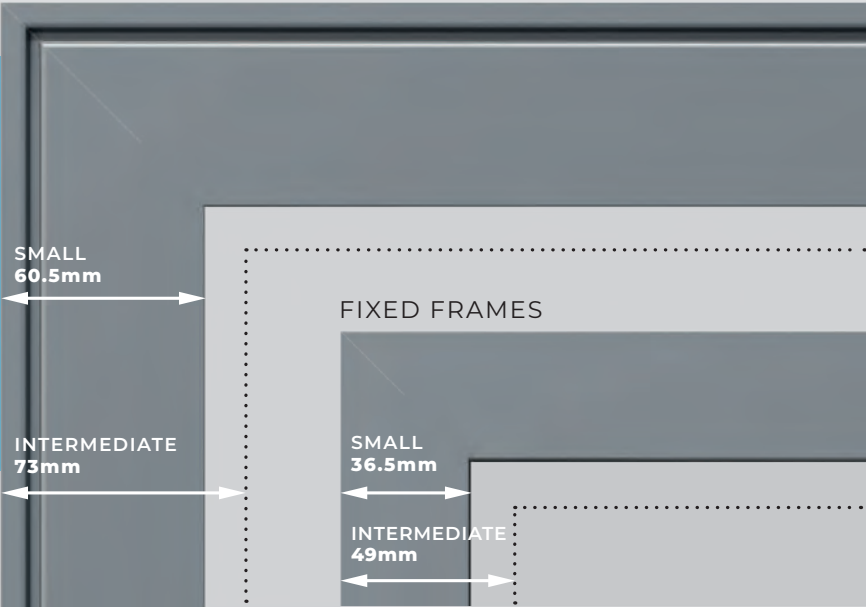 SMALL
60.5mm
FIXED FRAMES
INTERMEDIATE
73mm
SMALL
36.5mm
INTERMEDIATE
49mm